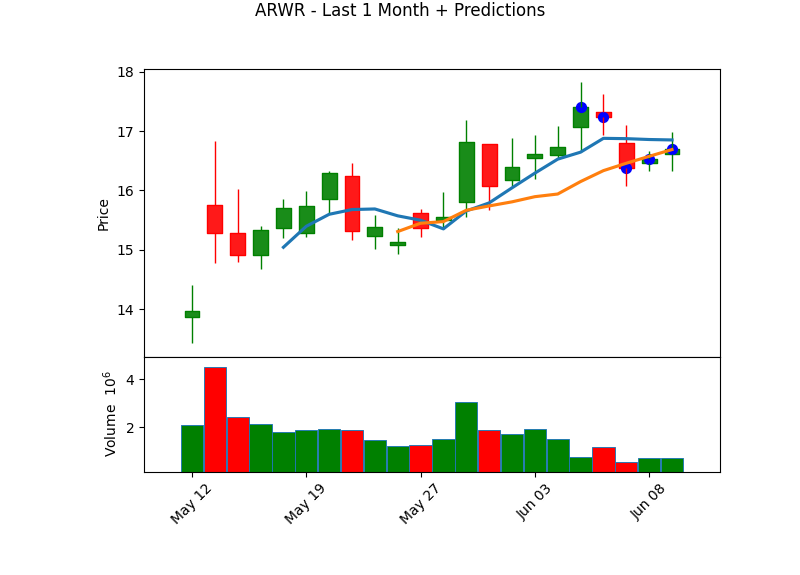 ARWR - Last 1 Month + Predictions
18
17
16
15
14
Price
4
2
Volume 10^6
May 12
May 19
May 27
Jun 03
Jun 08